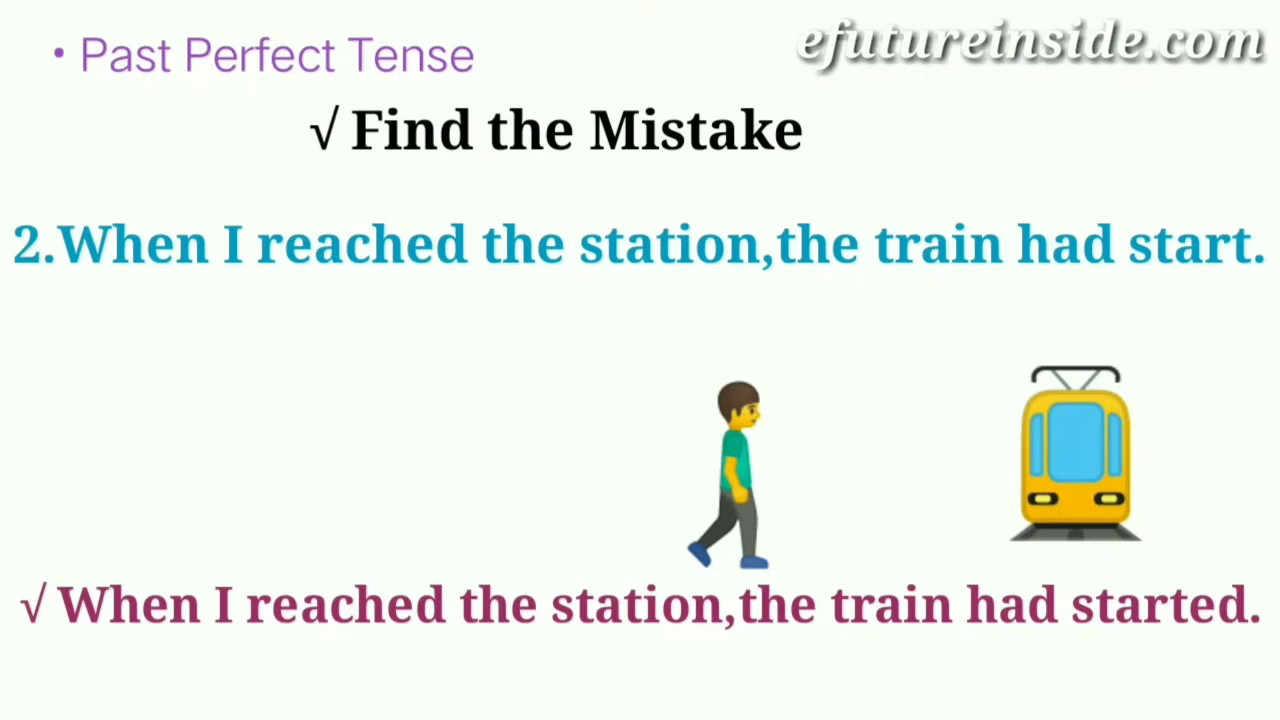 • Past Perfect Tense
efutureinside.com
√ Find the Mistake
2.When I reached the station,the train had start.
√ When I reached the station,the train had started.